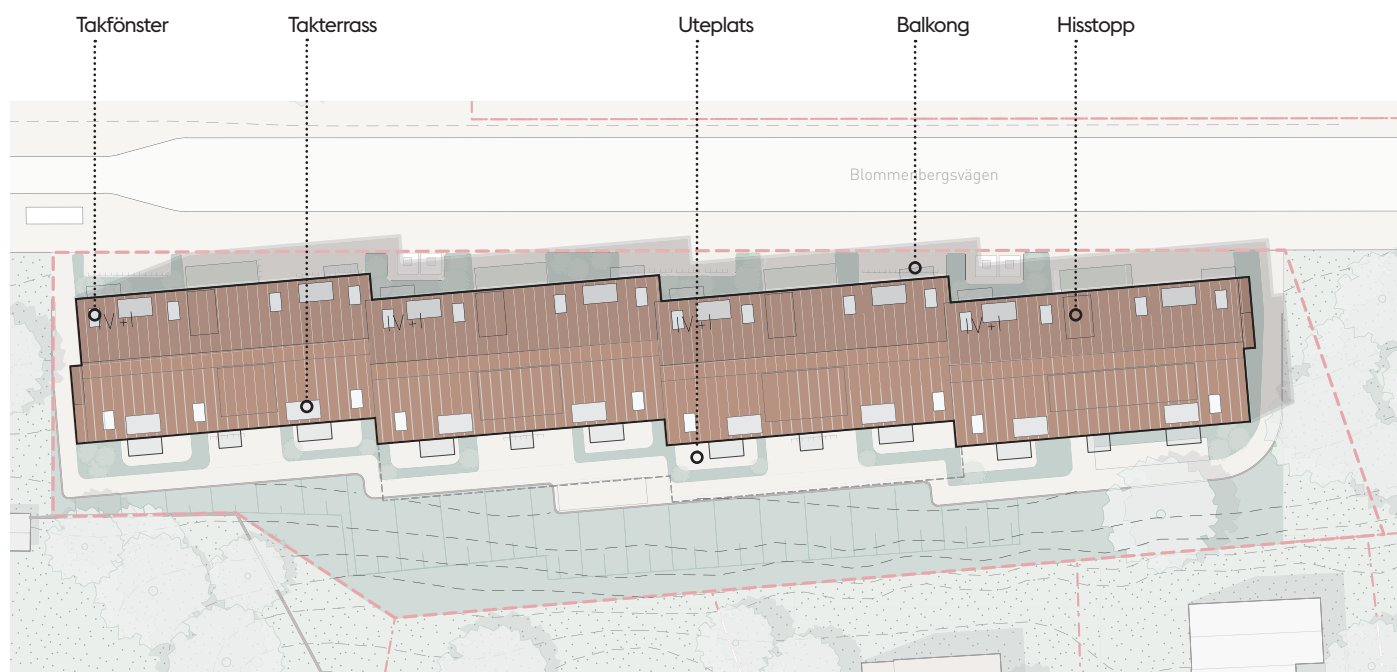 Takfönster
Takterrass
Uteplats
Balkong
Hisstopp
Blommenbergsvägen
IV+I
IV+I
IV+I
IV+I